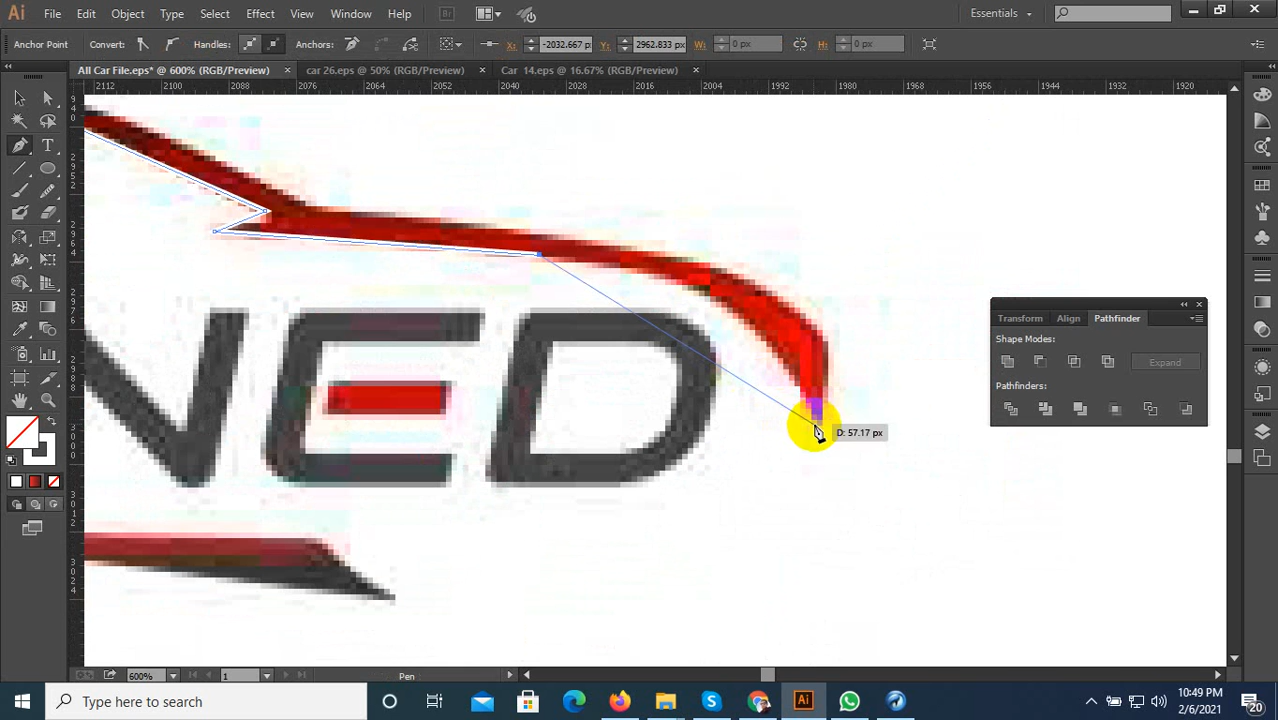 Ai File Edit Object Type Select Effect View Window Help Br Essentials
Anchor Point Convert: Handles: Anchors: X: -2032.667 p Y: 2962.833 px W: 0 px H: 0 px
All Car File.eps* @ 600% (RGB/Preview) × car 26.eps @ 50% (RGB/Preview) × Car 14.eps @ 16.67% (RGB/Preview) ×
2112 2100 2088 2076 2064 2052 2040 2028 2016 2004 1992 1980 1968 1956 1944 1932 1920
Transform Align Pathfinder
Shape Modes:
Expand
Pathfinders:
NED
D: 57.17 px
600% 1 Pen
Type here to search
Ai
10:49 PM
2/6/2021
20